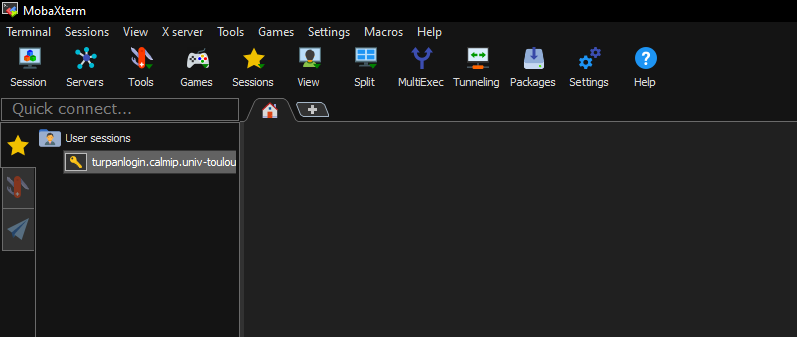 MobaXterm
Terminal Sessions View X server Tools Games Settings Macros Help
Session Servers Tools Games Sessions View Split MultiExec Tunneling Packages Settings Help
Quick connect...
User sessions
turpanlogin.calmip.univ-toulou